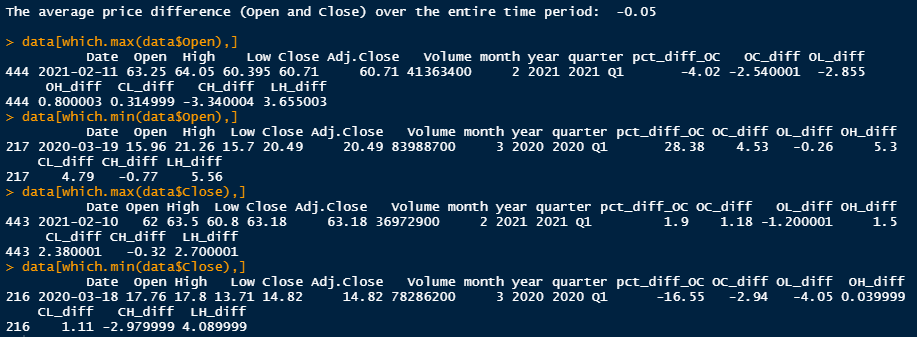 The average price difference (Open and Close) over the entire time period:  -0.05
> data[which.max(data$Open),]
Date  Open  High    Low Close Adj.Close   Volume month year quarter pct_diff_OC   OC_diff OL_diff
444 2021-02-11 63.25 64.05 60.395 60.71     60.71 41363400     2 2021 2021 Q1       -4.02 -2.540001  -2.855
OH_diff  CL_diff   CH_diff  LH_diff
444 0.800003 0.314999 -3.340004 3.655003
> data[which.min(data$Open),]
Date  Open  High  Low Close Adj.Close   Volume month year quarter pct_diff_OC OC_diff OL_diff OH_diff
217 2020-03-19 15.96 21.26 15.7 20.49     20.49 83988700     3 2020 2020 Q1       28.38    4.53   -0.26     5.3
CL_diff CH_diff LH_diff
217    4.79   -0.77    5.56
> data[which.max(data$Close),]
Date Open High  Low Close Adj.Close   Volume month year quarter pct_diff_OC OC_diff   OL_diff OH_diff
443 2021-02-10   62 63.5 60.8 63.18     63.18 36972900     2 2021 2021 Q1         1.9    1.18 -1.200001     1.5
CL_diff CH_diff  LH_diff
443 2.380001   -0.32 2.700001
> data[which.min(data$Close),]
Date  Open High   Low Close Adj.Close   Volume month year quarter pct_diff_OC OC_diff OL_diff  OH_diff
216 2020-03-18 17.76 17.8 13.71 14.82     14.82 78286200     3 2020 2020 Q1      -16.55   -2.94   -4.05 0.039999
CL_diff   CH_diff  LH_diff
216    1.11 -2.979999 4.089999